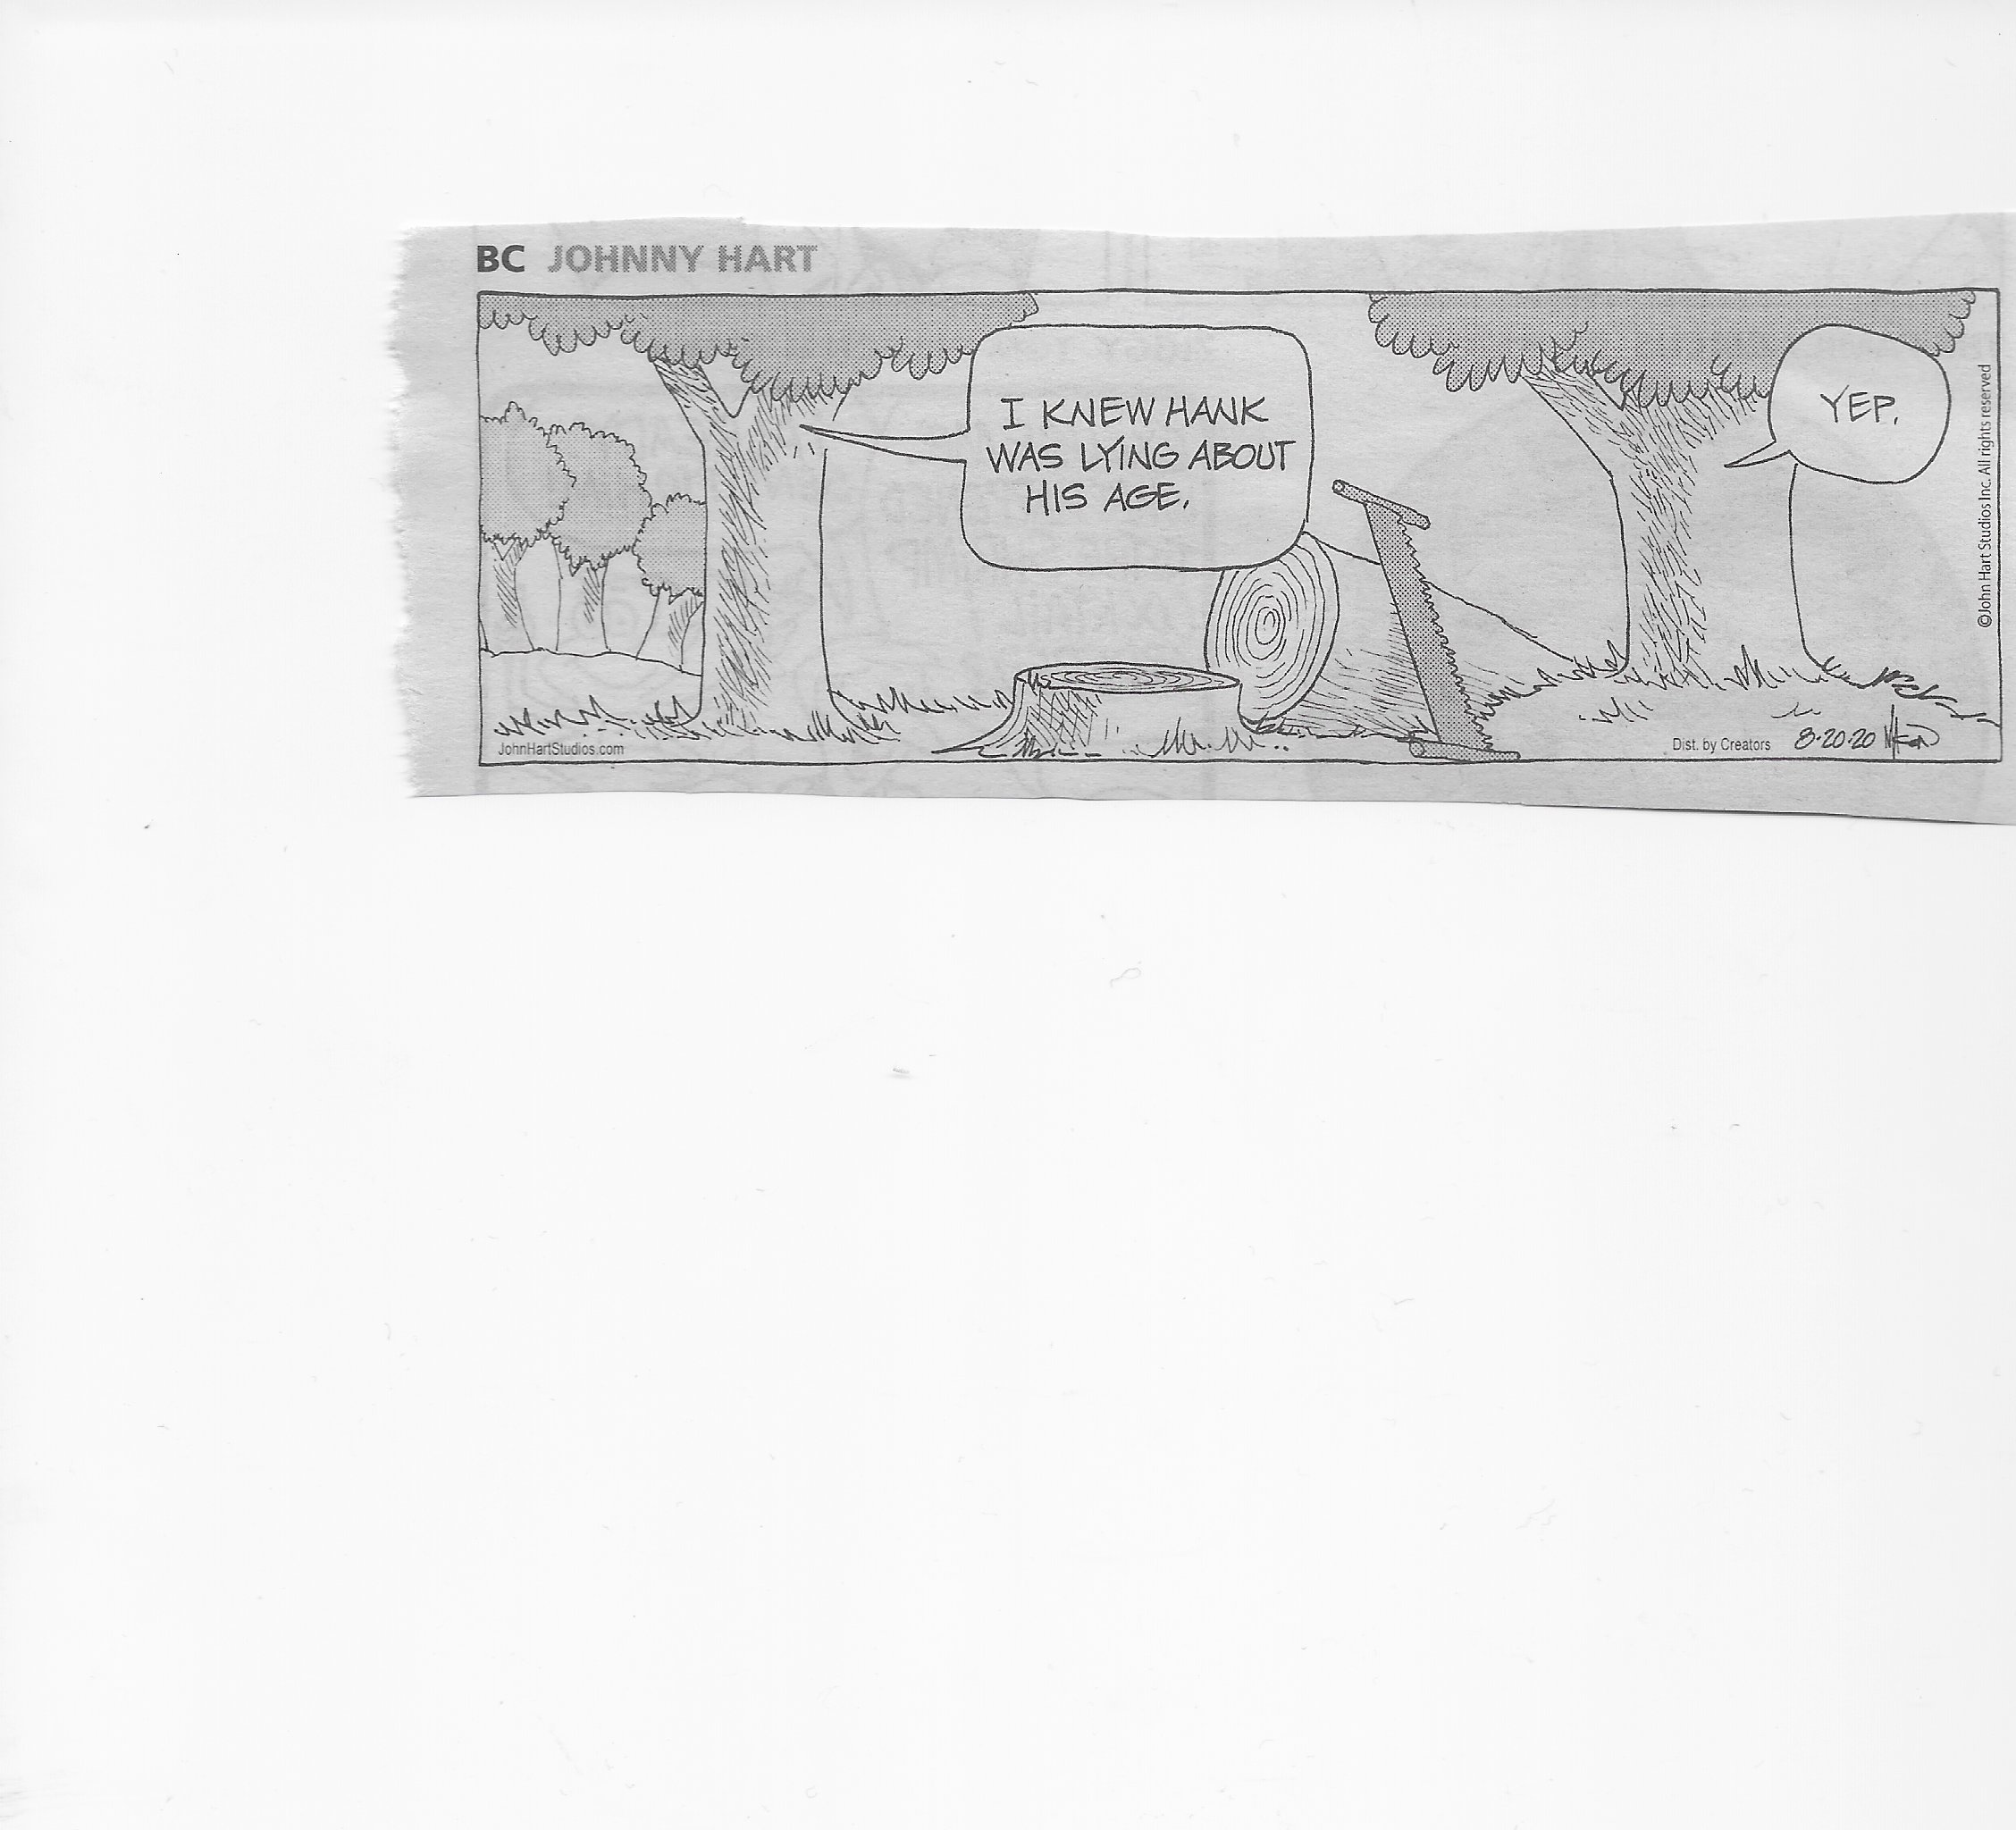 BC JOHNNY HART
I KNEW HANK
WAS LYING ABOUT
HIS AGE.
YEP.
©John Hart Studios Inc. All rights reserved
JohnHartStudios.com
Dist. by Creators
8·20·20